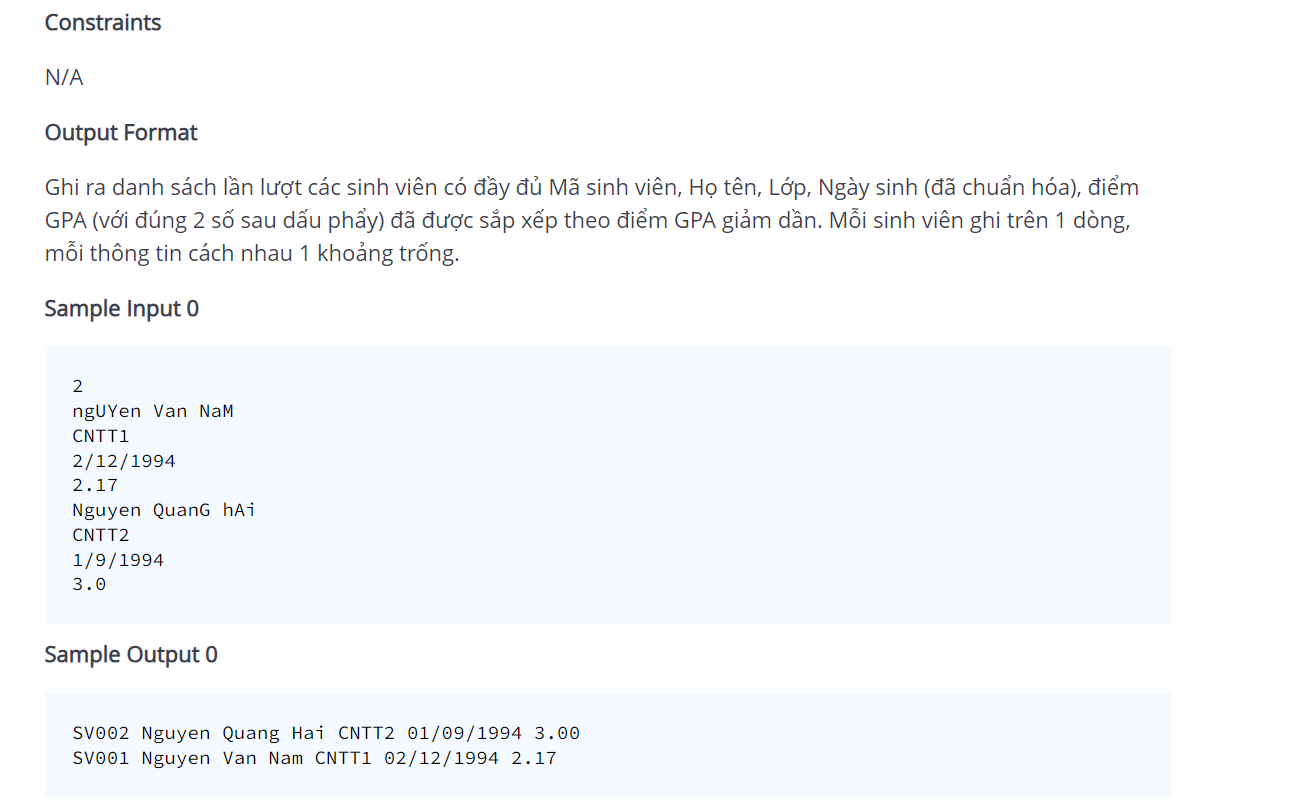 Constraints
N/A
Output Format
Ghi ra danh sách lần lượt các sinh viên có đầy đủ Mã sinh viên, Họ tên, Lớp, Ngày sinh (đã chuẩn hóa), điểm
GPA (với đúng 2 số sau dấu phẩy) đã được sắp xếp theo điểm GPA giảm dần. Mỗi sinh viên ghi trên 1 dòng,
mỗi thông tin cách nhau 1 khoảng trống.
Sample Input 0
2
ngUYen Van NaM
CNTT1
2/12/1994
2.17
Nguyen QuanG hAi
CNTT2
1/9/1994
3.0
Sample Output 0
SV002 Nguyen Quang Hai CNTT2 01/09/1994 3.00
SV001 Nguyen Van Nam CNTT1 02/12/1994 2.17